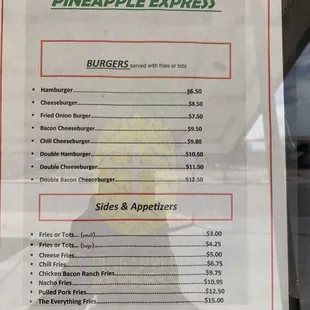 PINEAPPLE EXPRESS
BURGERS served with fries or tots
Hamburger $6.50
Cheeseburger $8.50
Fried Onion Burger $7.50
Bacon Cheeseburger $9.50
Chili Cheeseburger $9.80
Double Hamburger $10.50
Double Cheeseburger $11.50
Double Bacon Cheeseburger $12.50
Sides & Appetizers
Fries or Tots... (small) $3.00
Fries or Tots... (large) $4.25
Cheese Fries $5.00
Chili Fries $6.75
Chicken Bacon Ranch Fries $9.75
Nacho Fries $10.95
Pulled Pork Fries $12.50
The Everything Fries $15.00